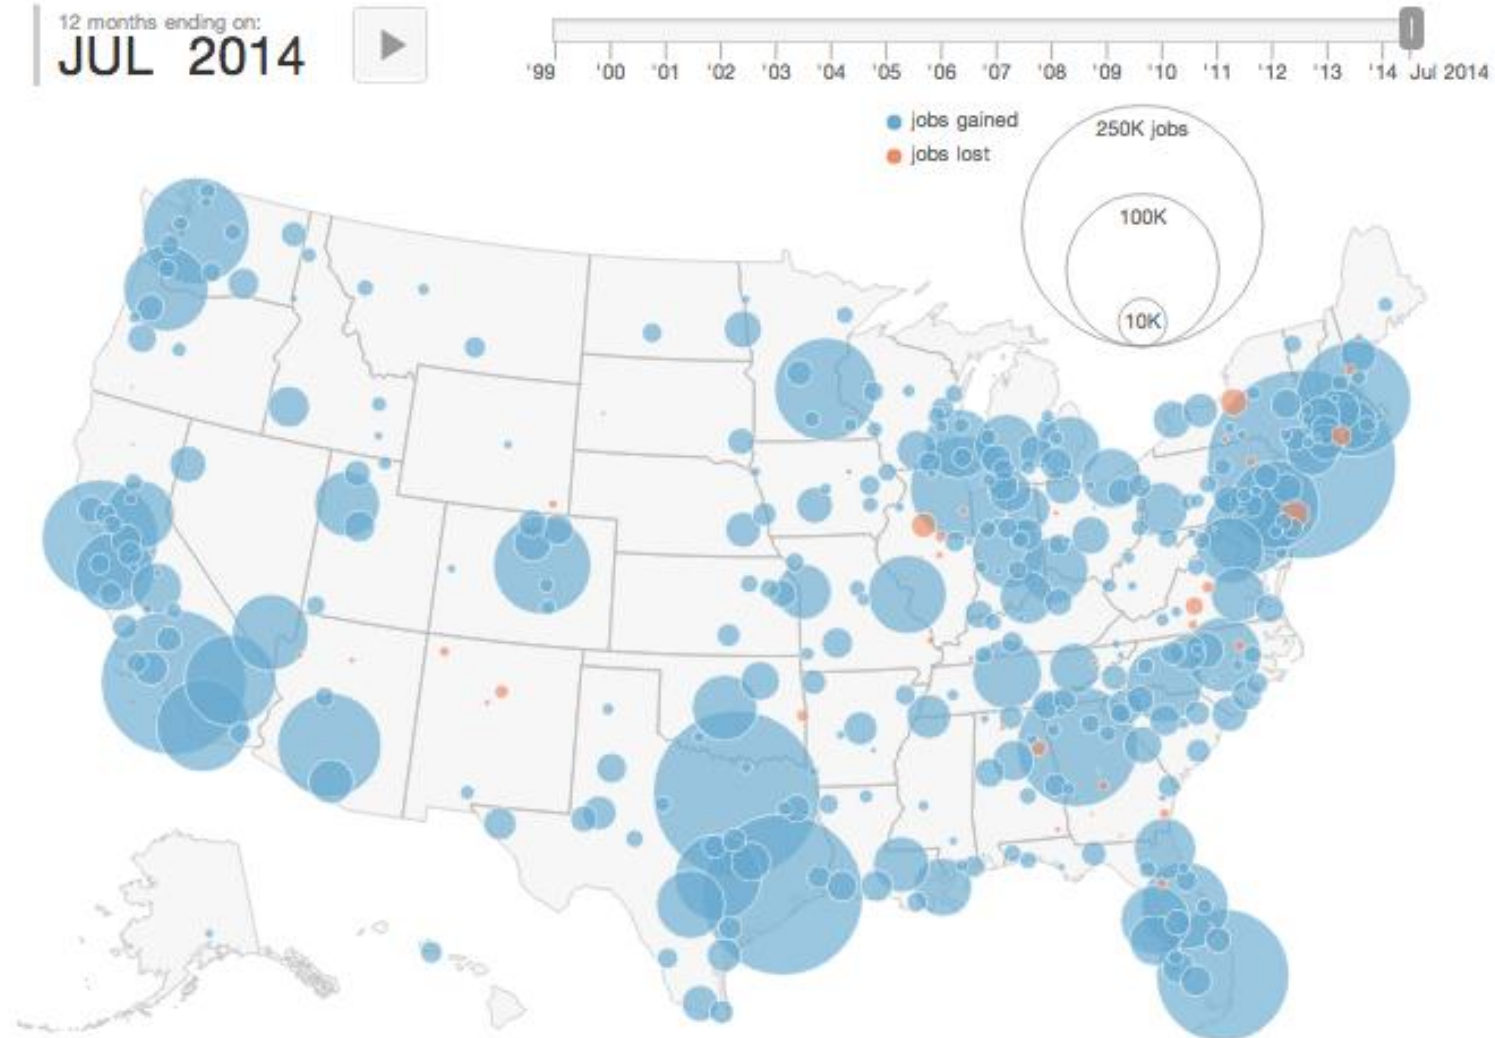 12 months ending on:
JUL 2014
'99 '00 '01 '02 '03 '04 '05 '06 '07 '08 '09 '10 '11 '12 '13 '14 Jul 2014
jobs gained
jobs lost
250K jobs
100K
10K